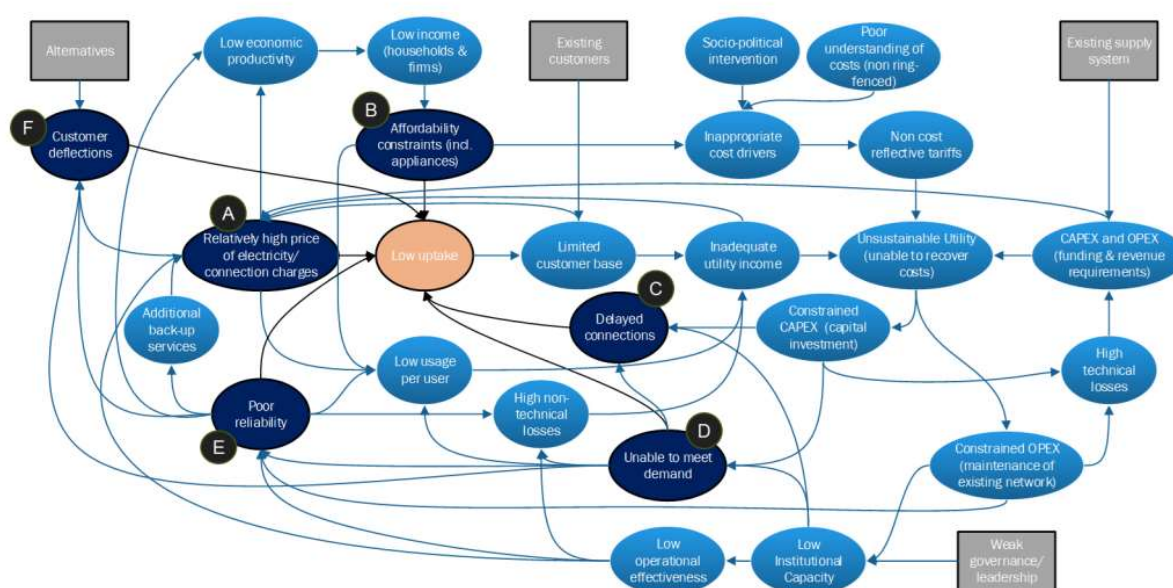 Alternatives
Low economic
productivity
Low income
(households &
firms)
Existing
customers
Socio-political
intervention
Poor
understanding of
costs (non ring-
fenced)
Existing supply
system
F
Customer
deflections
B
Affordability
constraints (incl.
appliances)
Inappropriate
cost drivers
Non cost
reflective tariffs
A
Relatively high price
of electricity/
connection charges
Low uptake
Limited
customer base
Inadequate
utility income
Unsustainable Utility
(unable to recover
costs)
CAPEX and OPEX
(funding & revenue
requirements)
Additional
back-up
services
C
Delayed
connections
Constrained CAPEX (capital
investment)
Low usage
per user
High
technical
losses
Poor
reliability
E
High non-
technical
losses
D
Unable to meet
demand
Constrained OPEX
(maintenance of
existing network)
Low
operational
effectiveness
Low
Institutional
Capacity
Weak
governance/
leadership